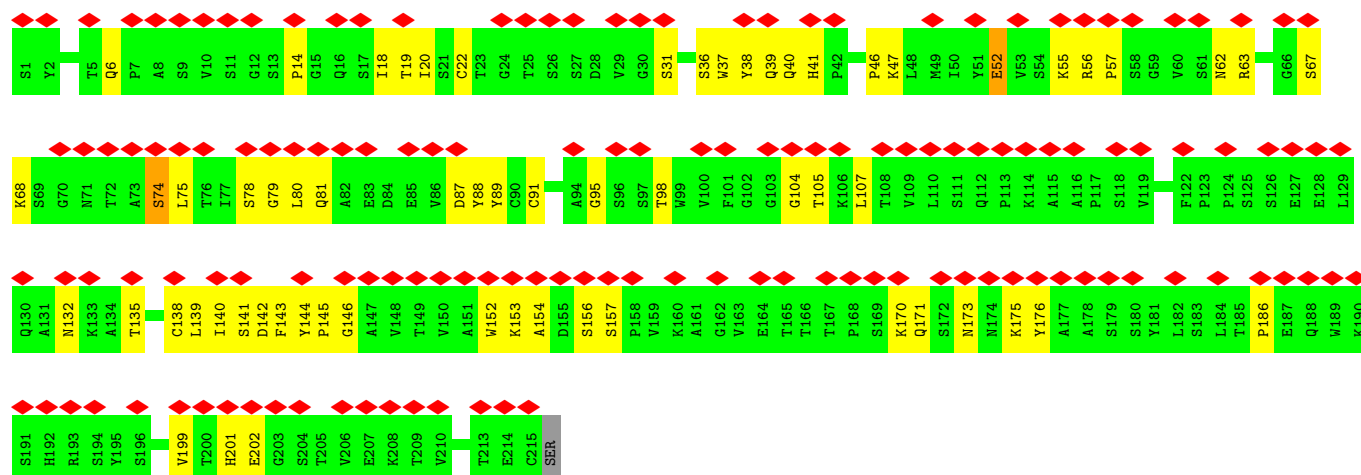 S1 Y2 T5 Q6 P7 A8 S9 V10 S11 G12 S13 P14 G15 Q16 S17 I18 T19 I20 S21 C22 T23 G24 T25 S26 S27 D28 V29 G30 S31 S36 W37 Y38 Q39 Q40 H41 P42 P46 K47 L48 M49 I50 Y51 E52 V53 S54 K55 R56 P57 S58 G59 V60 S61 N62 R63 G66 S67
K68 S69 G70 N71 T72 A73 S74 L75 T76 I77 S78 G79 L80 Q81 A82 E83 D84 E85 V86 D87 Y88 Y89 C90 C91 A94 G95 S96 S97 T98 W99 V100 F101 G102 G103 G104 T105 K106 L107 T108 V109 L110 S111 Q112 P113 K114 A115 A116 P117 S118 V119 F122 P123 P124 S125 S126 E127 E128 L129
Q130 A131 N132 K133 A134 T135 C138 L139 I140 S141 D142 F143 Y144 P145 G146 A147 V148 T149 V150 A151 W152 K153 A154 D155 S156 S157 P158 V159 K160 A161 G162 V163 E164 T165 T166 T167 P168 S169 K170 Q171 S172 N173 N174 K175 Y176 A177 A178 S179 S180 Y181 L182 S183 L184 T185 P186 E187 Q188 W189 K190
S191 H192 R193 S194 Y195 S196 V199 T200 H201 E202 G203 S204 T205 V206 E207 K208 T209 V210 T213 E214 C215 SER